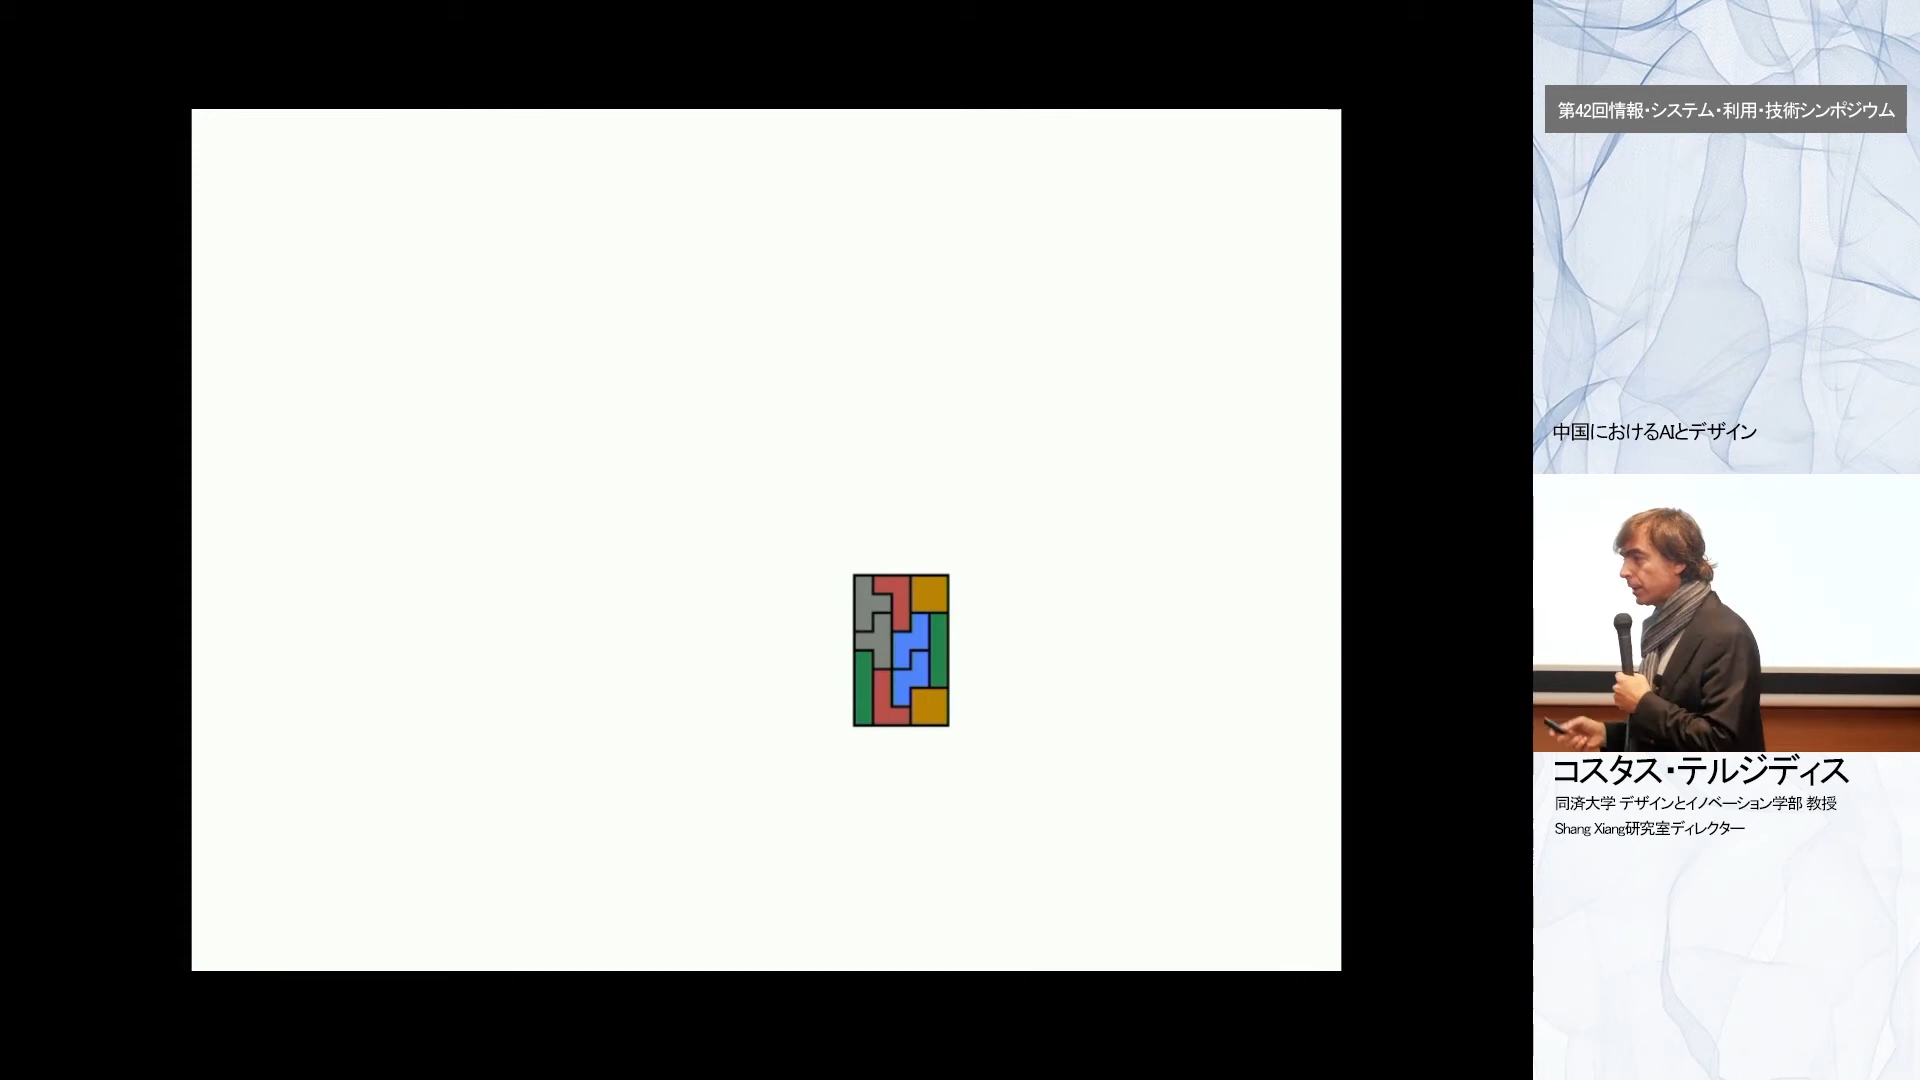 第42回情報・システム・利用・技術シンポジウム
中国におけるAIとデザイン
コスタス・テルジディス
同済大学 デザインとイノベーション学部 教授
Shang Xiang研究室ディレクター